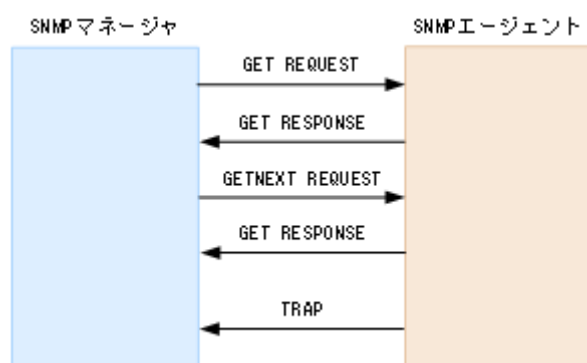 SNMPマネージャ
SNMPエージェント
GET REQUEST
GET RESPONSE
GETNEXT REQUEST
GET RESPONSE
TRAP